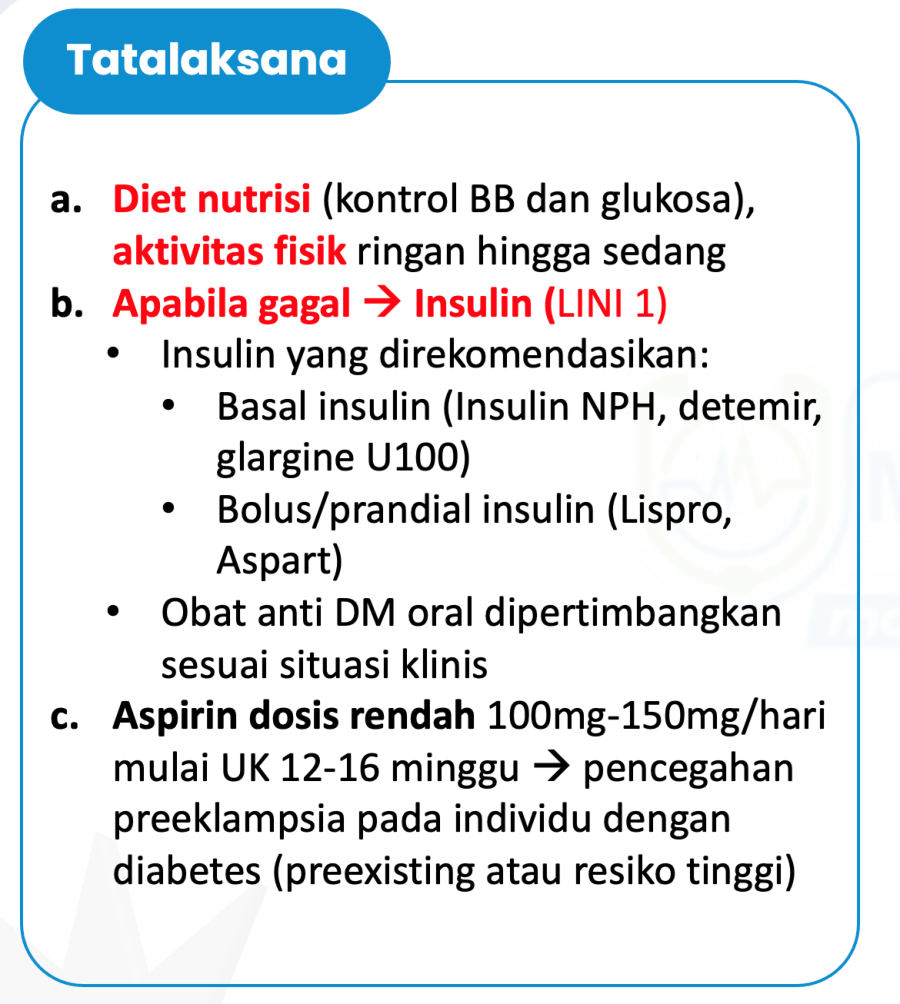 Tatalaksana
a. Diet nutrisi (kontrol BB dan glukosa),
aktivitas fisik ringan hingga sedang
b. Apabila gagal → Insulin (LINI 1)
• Insulin yang direkomendasikan:
• Basal insulin (Insulin NPH, detemir,
glargine U100)
• Bolus/prandial insulin (Lispro,
Aspart)
• Obat anti DM oral dipertimbangkan
sesuai situasi klinis
c. Aspirin dosis rendah 100mg-150mg/hari
mulai UK 12-16 minggu → pencegahan
preeklampsia pada individu dengan
diabetes (preexisting atau resiko tinggi)